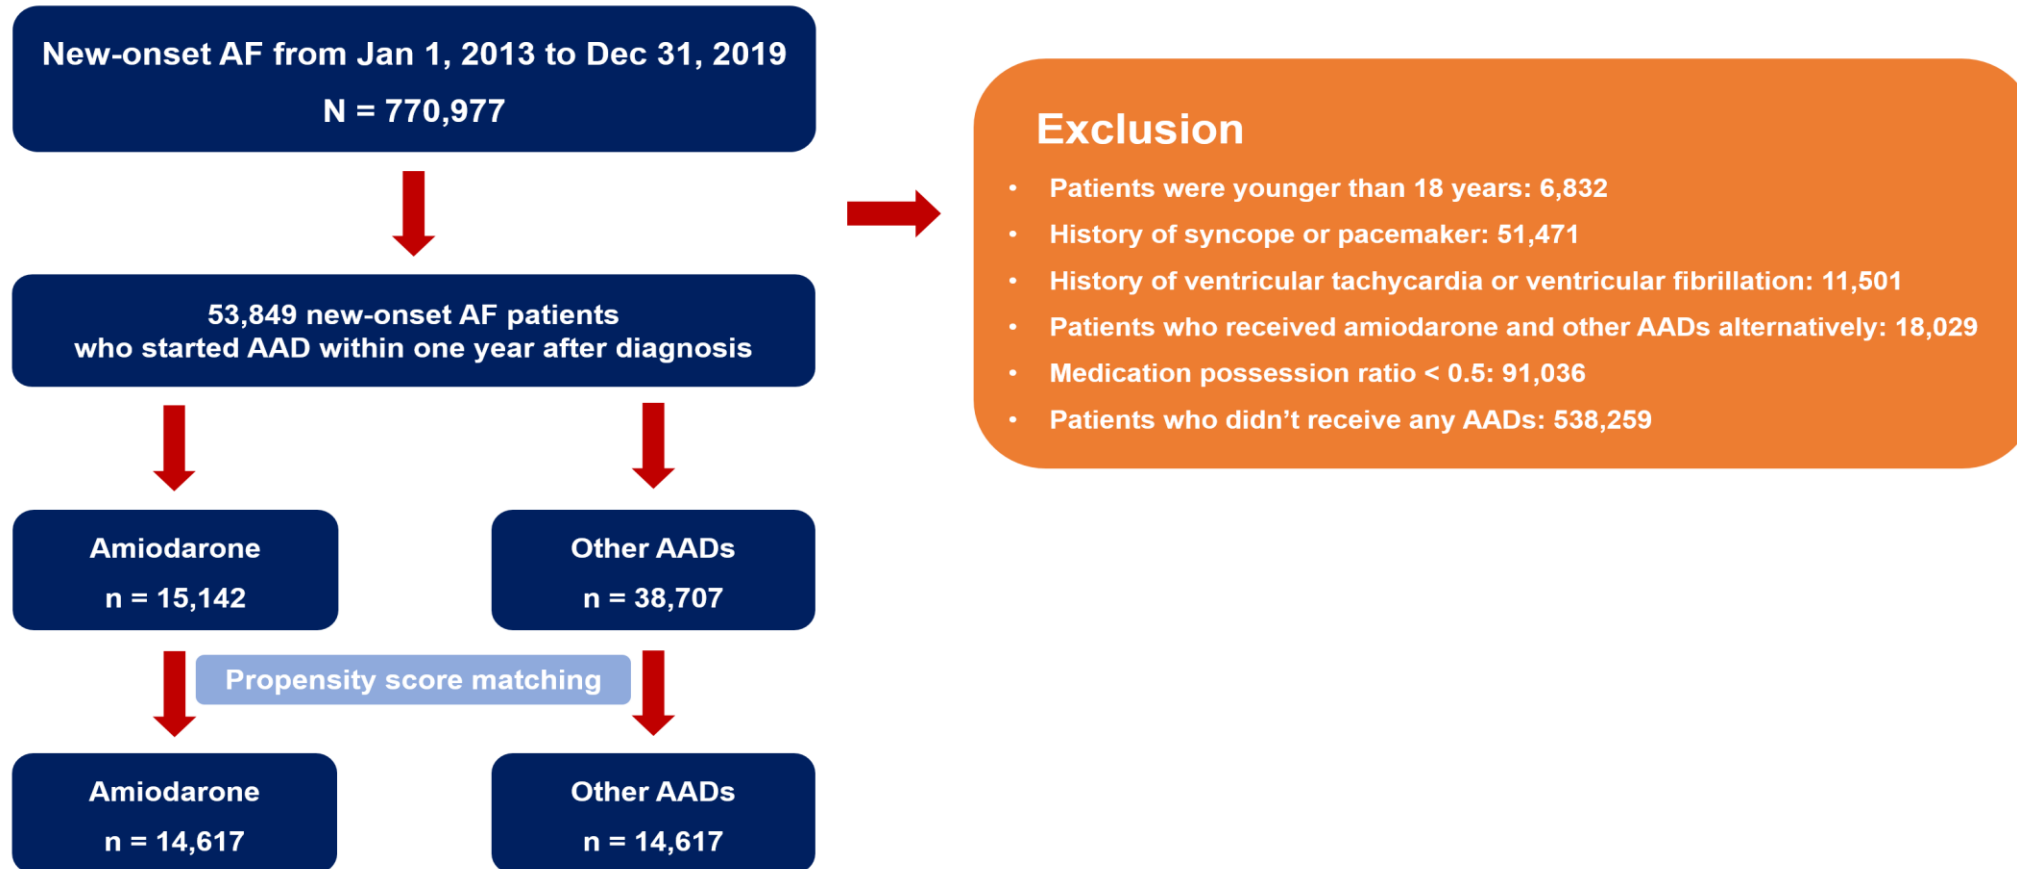 New-onset AF from Jan 1, 2013 to Dec 31, 2019
N = 770,977
Exclusion
• Patients were younger than 18 years: 6,832
• History of syncope or pacemaker: 51,471
• History of ventricular tachycardia or ventricular fibrillation: 11,501
• Patients who received amiodarone and other AADs alternatively: 18,029
• Medication possession ratio < 0.5: 91,036
• Patients who didn’t receive any AADs: 538,259
53,849 new-onset AF patients
who started AAD within one year after diagnosis
Amiodarone
n = 15,142
Other AADs
n = 38,707
Propensity score matching
Amiodarone
n = 14,617
Other AADs
n = 14,617